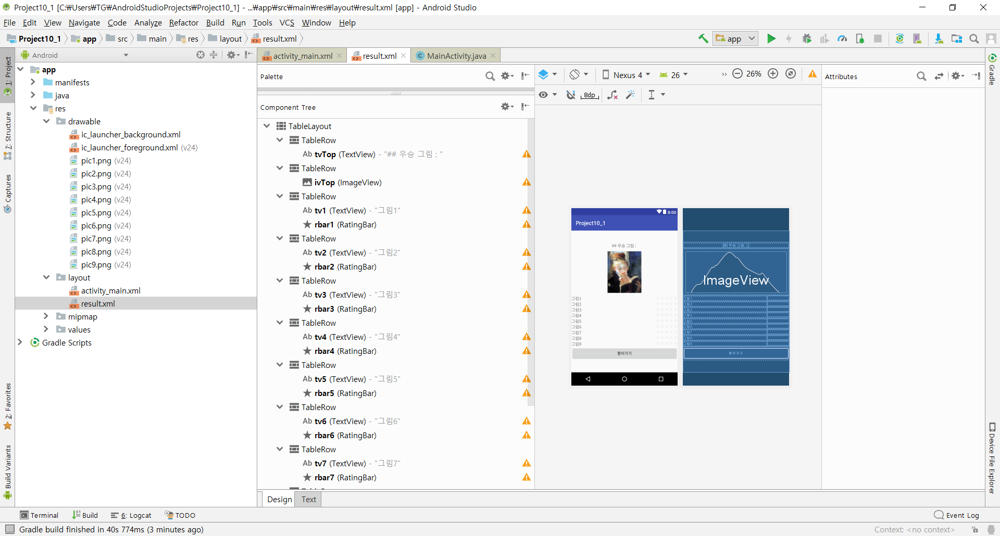 Project10_1 [C:₩Users₩TG₩AndroidStudioProjects₩Project10_1] - ...₩app₩src₩main₩res₩layout₩result.xml [app] - Android Studio
File Edit View Navigate Code Analyze Refactor Build Run Tools VCS Window Help
Project10_1 app src main res layout result.xml
app
1: Project
7: Structure
Captures
2: Favorites
Build Variants
Android
app
manifests
java
res
drawable
ic_launcher_background.xml
ic_launcher_foreground.xml (v24)
pic1.png (v24)
pic2.png (v24)
pic3.png (v24)
pic4.png (v24)
pic5.png (v24)
pic6.png (v24)
pic7.png (v24)
pic8.png (v24)
pic9.png (v24)
layout
activity_main.xml
result.xml
mipmap
values
Gradle Scripts
activity_main.xml result.xml MainActivity.java
Palette
Component Tree
TableLayout
TableRow
Ab tvTop (TextView) - "## 우승 그림 : "
TableRow
ivTop (ImageView)
TableRow
Ab tv1 (TextView) - "그림1"
rbar1 (RatingBar)
TableRow
Ab tv2 (TextView) - "그림2"
rbar2 (RatingBar)
TableRow
Ab tv3 (TextView) - "그림3"
rbar3 (RatingBar)
TableRow
Ab tv4 (TextView) - "그림4"
rbar4 (RatingBar)
TableRow
Ab tv5 (TextView) - "그림5"
rbar5 (RatingBar)
TableRow
Ab tv6 (TextView) - "그림6"
rbar6 (RatingBar)
TableRow
Ab tv7 (TextView) - "그림7"
rbar7 (RatingBar)
Design Text
Nexus 4 26 26%
8dp
8:00
Project10_1
## 우승 그림 :
그림1
그림2
그림3
그림4
그림5
그림6
그림7
그림8
그림9
돌아가기
## 우승 그림 :
ImageView
돌아가기
Attributes
Gradle
Device File Explorer
Terminal Build 6: Logcat TODO Event Log
Gradle build finished in 40s 774ms (3 minutes ago) Context: <no context>